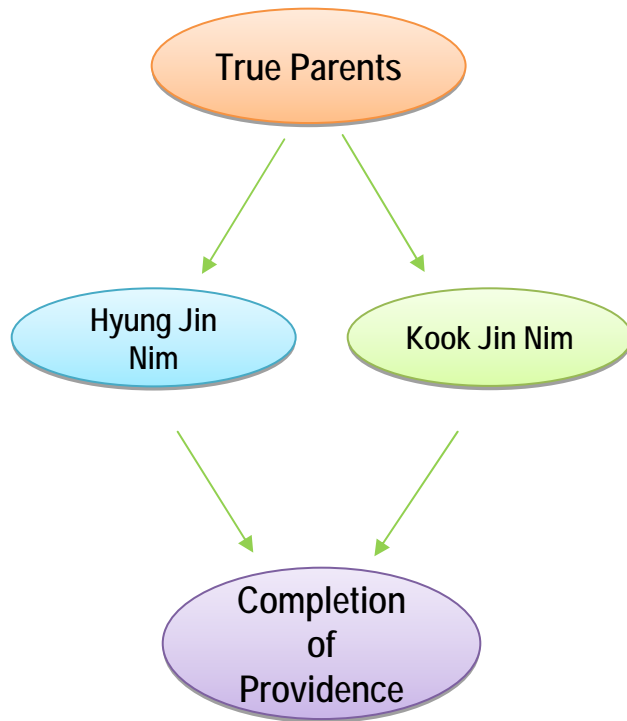 True Parents
Hyung Jin
Nim
Kook Jin Nim
Completion
of
Providence